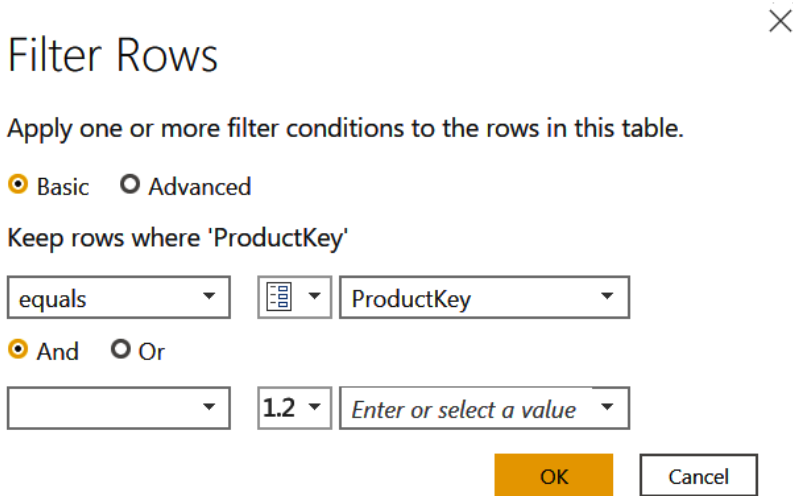 Filter Rows
Apply one or more filter conditions to the rows in this table.
Basic Advanced
Keep rows where 'ProductKey'
equals ProductKey
And Or
1.2 Enter or select a value
OK Cancel